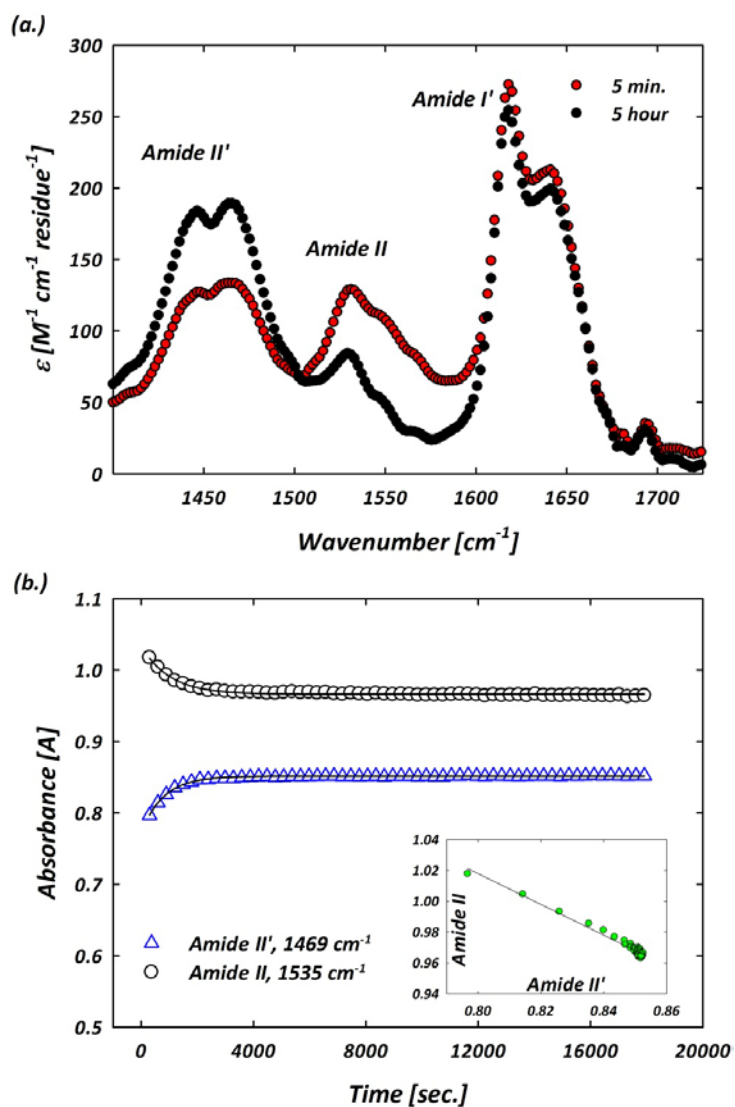 (a.)
300
250
200
150
100
50
0
ε [M⁻¹ cm⁻¹ residue⁻¹]
Amide II'
Amide II
Amide I'
5 min.
5 hour
1450 1500 1550 1600 1650 1700
Wavenumber [cm⁻¹]
(b.)
1.1
1.0
0.9
0.8
0.7
0.6
0.5
Absorbance [A]
Amide II', 1469 cm⁻¹
Amide II, 1535 cm⁻¹
1.04
1.02
1.00
0.98
0.96
0.94
Amide II
Amide II'
0.80 0.82 0.84 0.86
0 4000 8000 12000 16000 20000
Time [sec.]